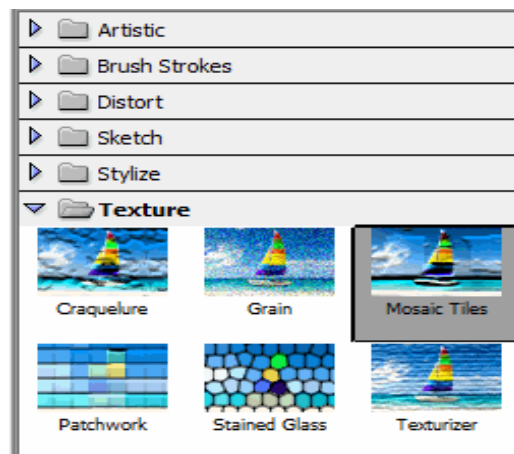 Artistic
Brush Strokes
Distort
Sketch
Stylize
Texture
Craquelure Grain Mosaic Tiles
Patchwork Stained Glass Texturizer